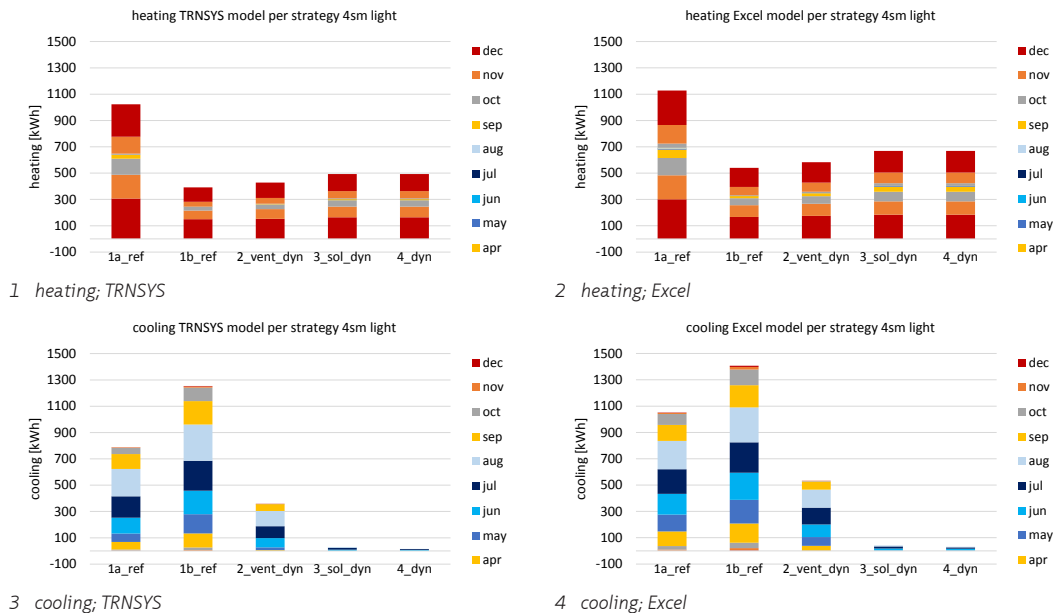 heating TRNSYS model per strategy 4sm light
1500
1300
1100
900
700
500
300
100
-100
heating [kWh]
1a_ref 1b_ref 2_vent_dyn 3_sol_dyn 4_dyn
dec
nov
oct
sep
aug
jul
jun
may
apr
1 heating; TRNSYS
heating Excel model per strategy 4sm light
1500
1300
1100
900
700
500
300
100
-100
heating [kWh]
1a_ref 1b_ref 2_vent_dyn 3_sol_dyn 4_dyn
dec
nov
oct
sep
aug
jul
jun
may
apr
2 heating; Excel
cooling TRNSYS model per strategy 4sm light
1500
1300
1100
900
700
500
300
100
-100
cooling [kWh]
1a_ref 1b_ref 2_vent_dyn 3_sol_dyn 4_dyn
dec
nov
oct
sep
aug
jul
jun
may
apr
3 cooling; TRNSYS
cooling Excel model per strategy 4sm light
1500
1300
1100
900
700
500
300
100
-100
cooling [kWh]
1a_ref 1b_ref 2_vent_dyn 3_sol_dyn 4_dyn
dec
nov
oct
sep
aug
jul
jun
may
apr
4 cooling; Excel